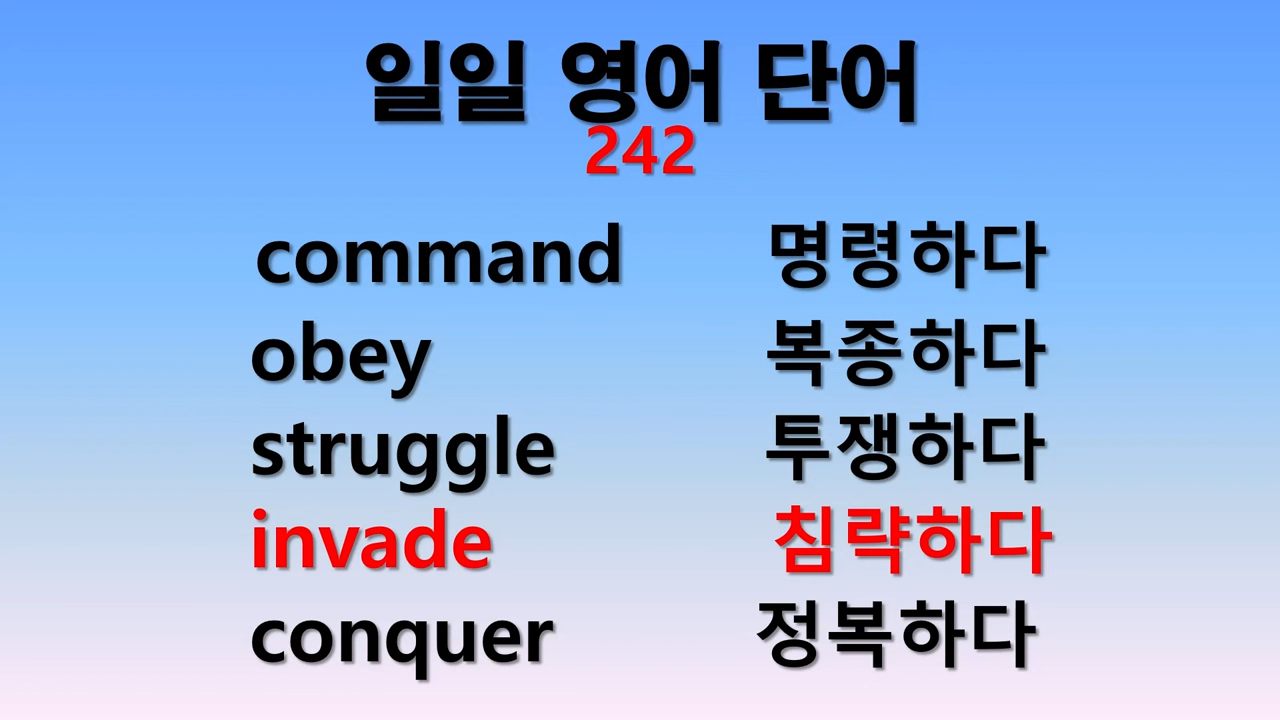 일일 영어 단어
242
command 명령하다
obey 복종하다
struggle 투쟁하다
invade 침략하다
conquer 정복하다